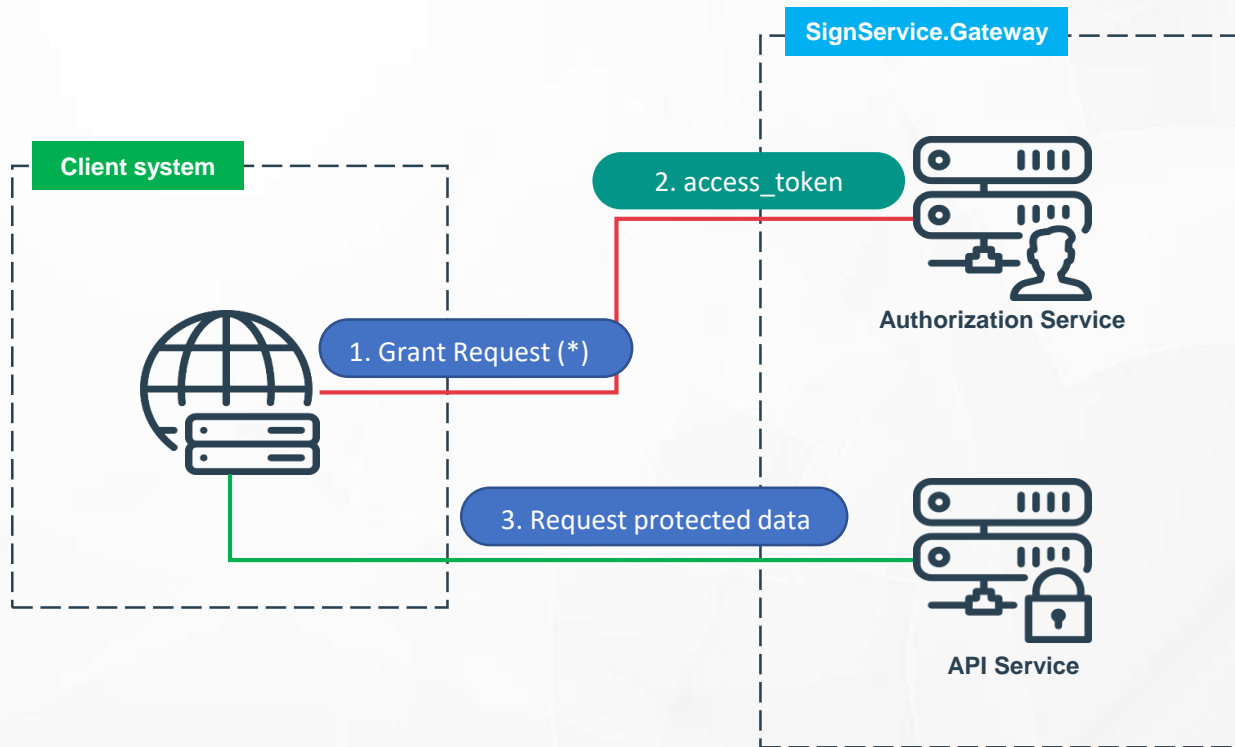 SignService.Gateway
Client system
2. access_token
Authorization Service
1. Grant Request (*)
3. Request protected data
API Service